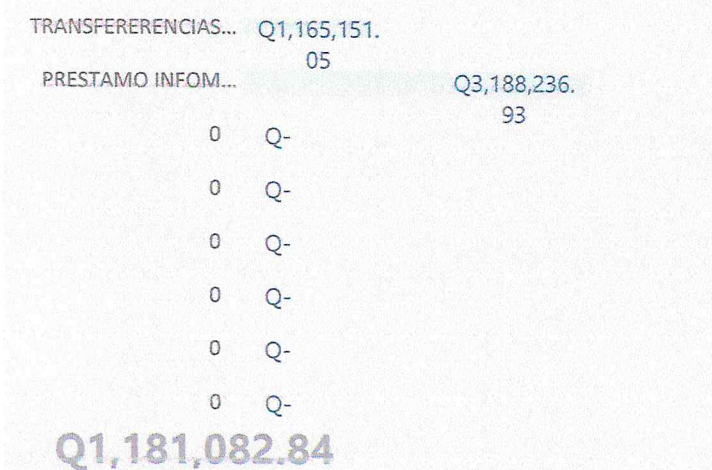 TRANSFERERENCIAS... Q1,165,151.
05
PRESTAMO INFOM... Q3,188,236.
93
0 Q-
0 Q-
0 Q-
0 Q-
0 Q-
0 Q-
Q1,181,082.84